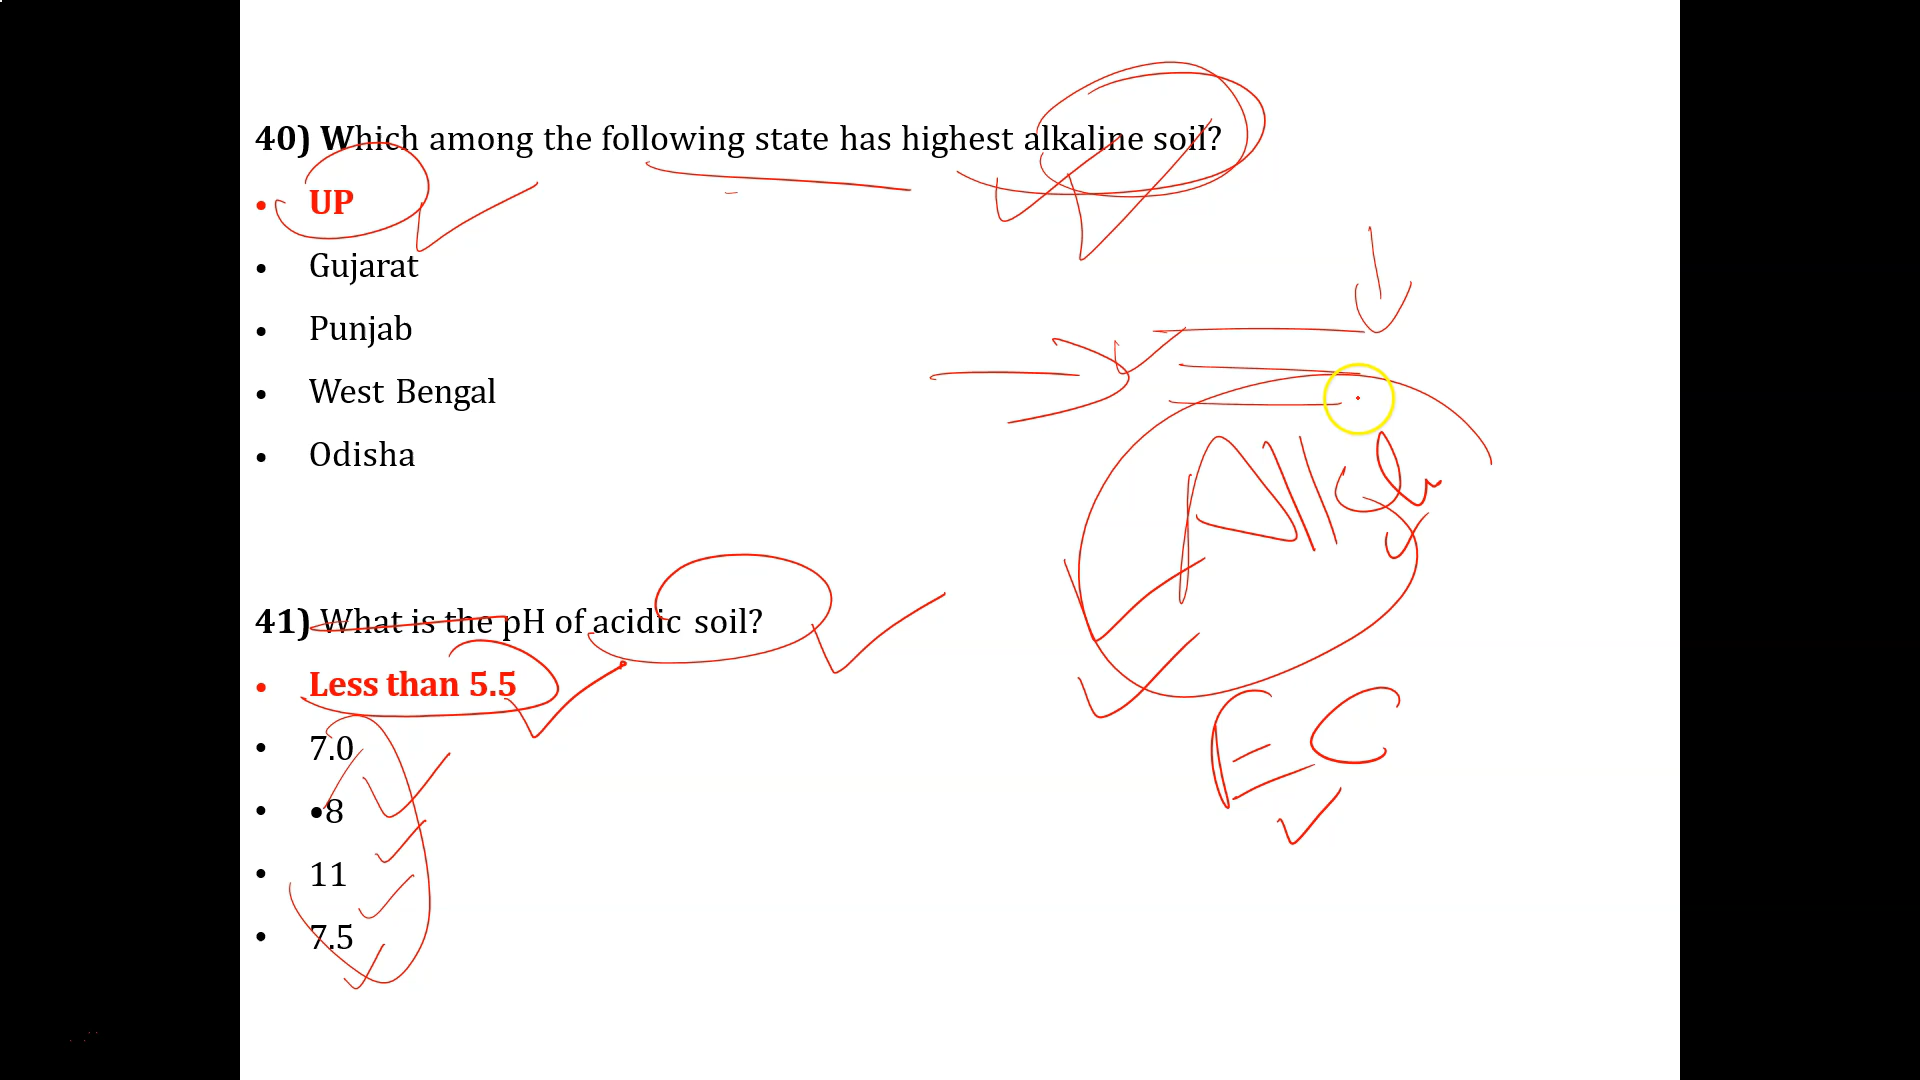 40) Which among the following state has highest alkaline soil?
• UP
• Gujarat
• Punjab
• West Bengal
• Odisha
41) What is the pH of acidic soil?
• Less than 5.5
• 7.0
• •8
• 11
• 7.5
EC